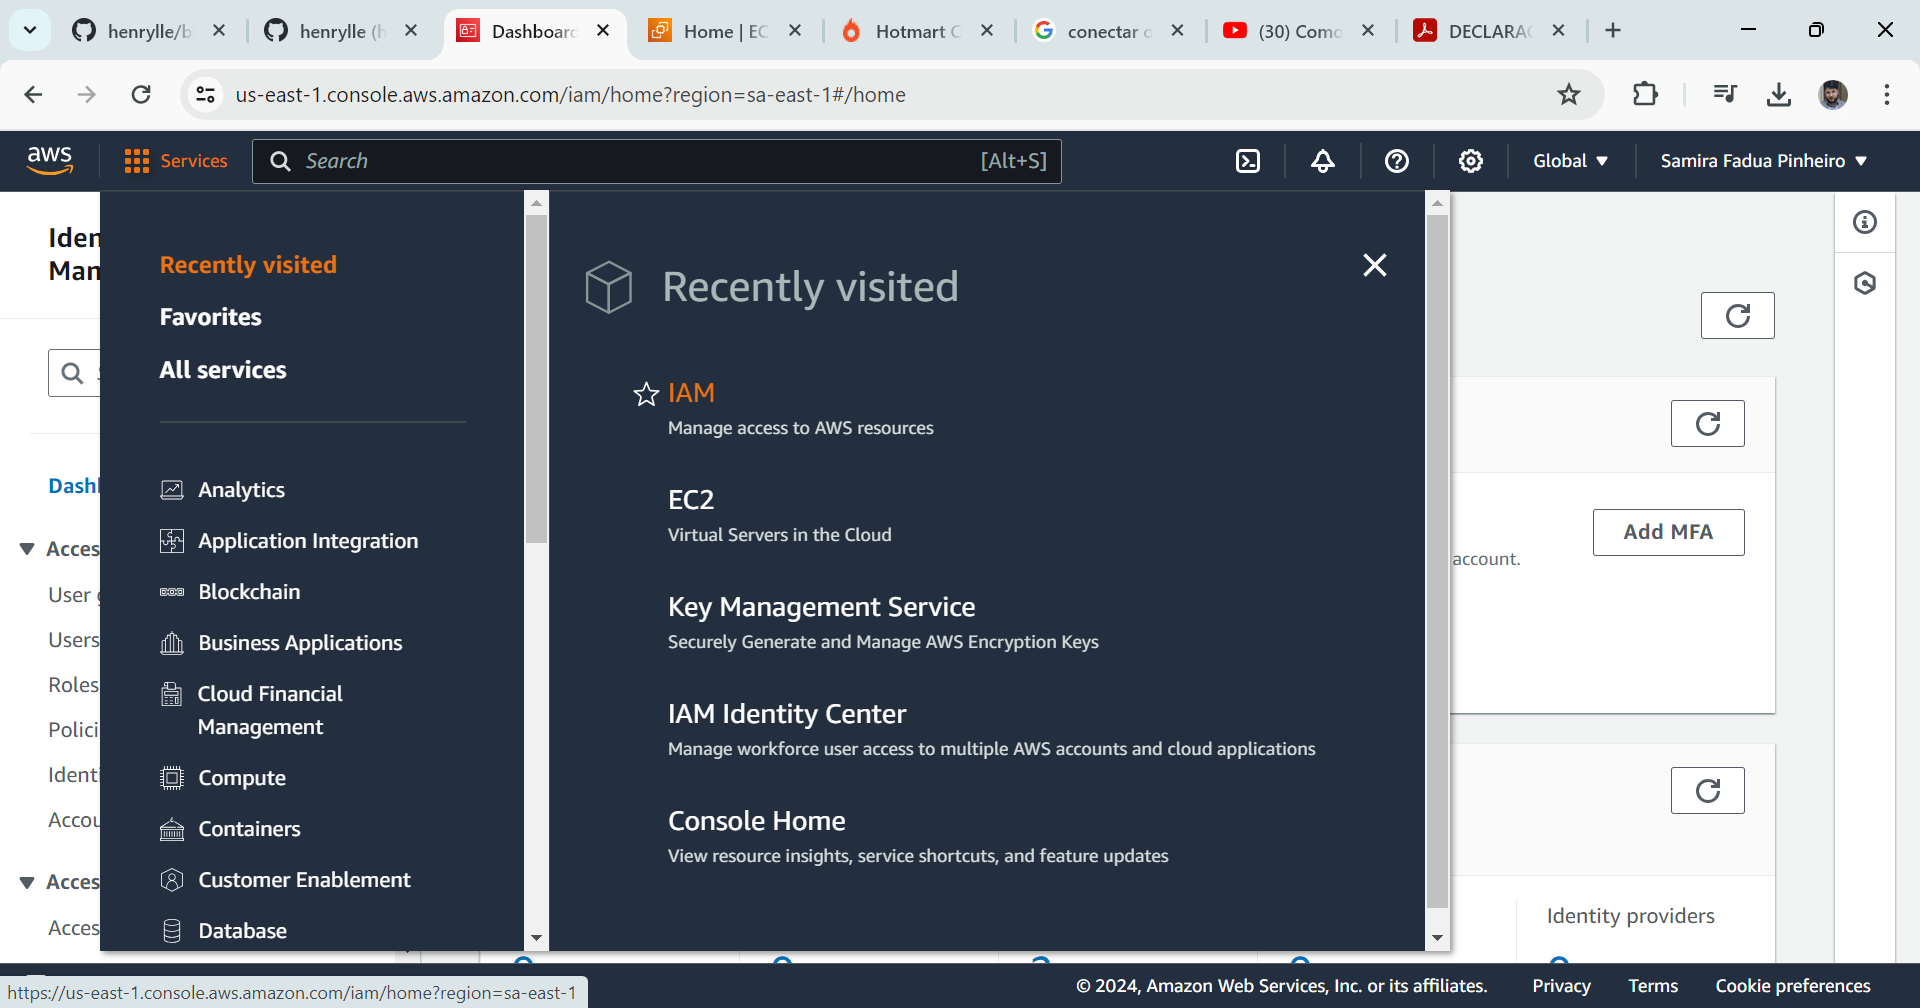 henrylle/b
henrylle (h
Dashboard
Home | EC
Hotmart C
conectar c
(30) Como
DECLARAC
us-east-1.console.aws.amazon.com/iam/home?region=sa-east-1#/home
aws
Services
Search
[Alt+S]
Global
Samira Fadua Pinheiro
Iden
Man
Dash
Acces
User g
Users
Roles
Polici
Identi
Accou
Acces
Acces
Recently visited
Favorites
All services
Analytics
Application Integration
Blockchain
Business Applications
Cloud Financial
Management
Compute
Containers
Customer Enablement
Database
Recently visited
IAM
Manage access to AWS resources
EC2
Virtual Servers in the Cloud
Key Management Service
Securely Generate and Manage AWS Encryption Keys
IAM Identity Center
Manage workforce user access to multiple AWS accounts and cloud applications
Console Home
View resource insights, service shortcuts, and feature updates
Add MFA
account.
Identity providers
https://us-east-1.console.aws.amazon.com/iam/home?region=sa-east-1
© 2024, Amazon Web Services, Inc. or its affiliates.
Privacy
Terms
Cookie preferences